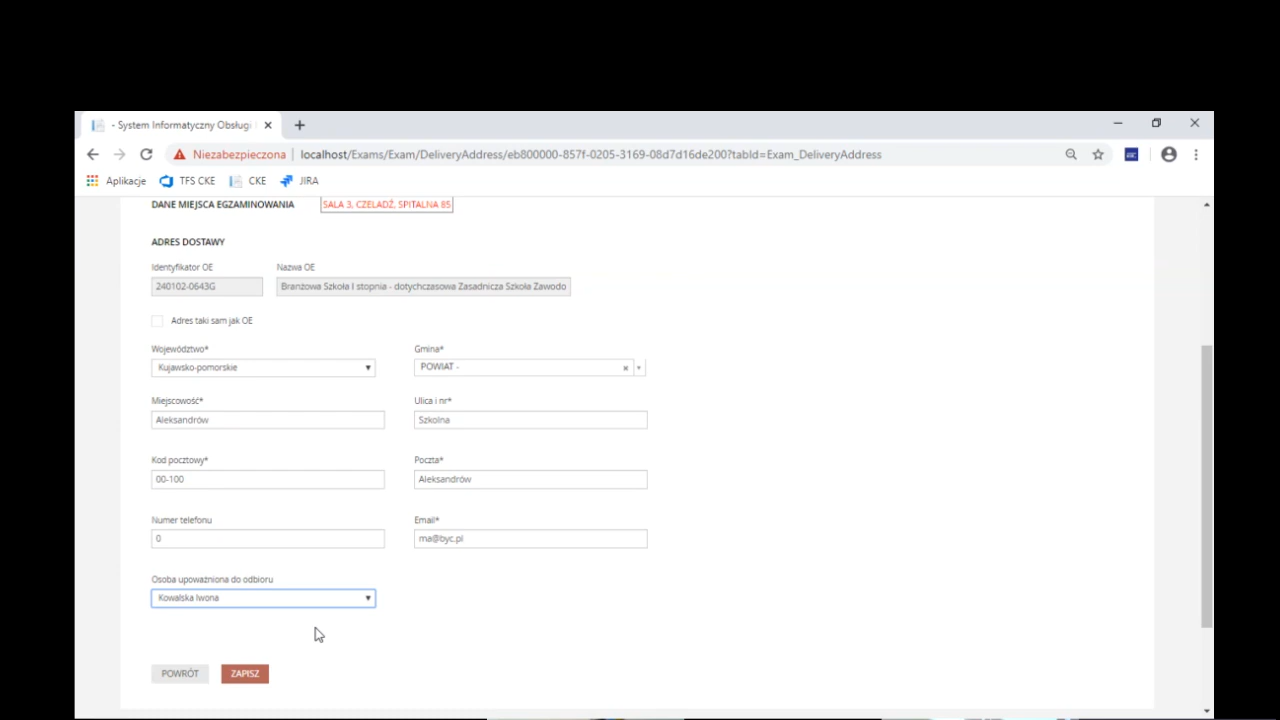 - System Informatyczny Obsługi
Niezabezpieczona | localhost/Exams/Exam/DeliveryAddress/eb800000-857f-0205-3169-08d7d16de200?tabId=Exam_DeliveryAddress
Aplikacje TFS CKE CKE JIRA
DANE MIEJSCA EGZAMINOWANIA SALA 3, CZELADŹ, SPITALNA 85
ADRES DOSTAWY
Identyfikator OE Nazwa OE
240102-0643G Branżowa Szkoła I stopnia - dotychczasowa Zasadnicza Szkoła Zawodo
Adres taki sam jak OE
Województwo* Gmina*
Kujawsko-pomorskie POWIAT -
Miejscowość* Ulica i nr*
Aleksandrów Szkolna
Kod pocztowy* Poczta*
00-100 Aleksandrów
Numer telefonu Email*
0 ma@byc.pl
Osoba upoważniona do odbioru
Kowalska Iwona
POWRÓT ZAPISZ